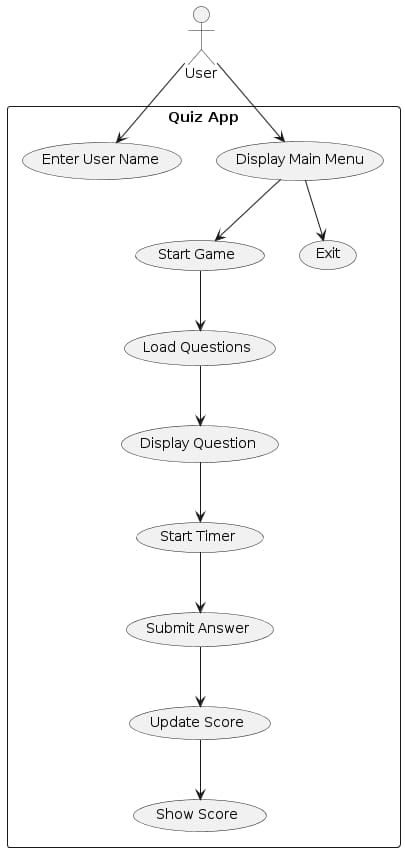 User
Quiz App
Enter User Name
Display Main Menu
Start Game
Exit
Load Questions
Display Question
Start Timer
Submit Answer
Update Score
Show Score